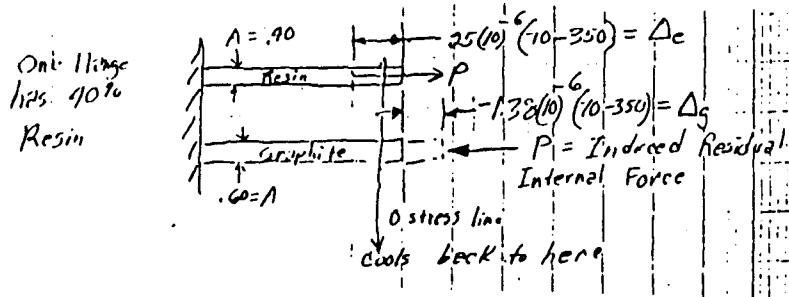 One hinge
has 40%
Resin
A = .40
Resin
25(10)⁻⁶(-10-350) = Δe
P
-1.38(10)⁻⁶(-10-350) = Δg
Graphite
.60 = A
P = Induced Residual
Internal Force
0 stress line
Cools back to here